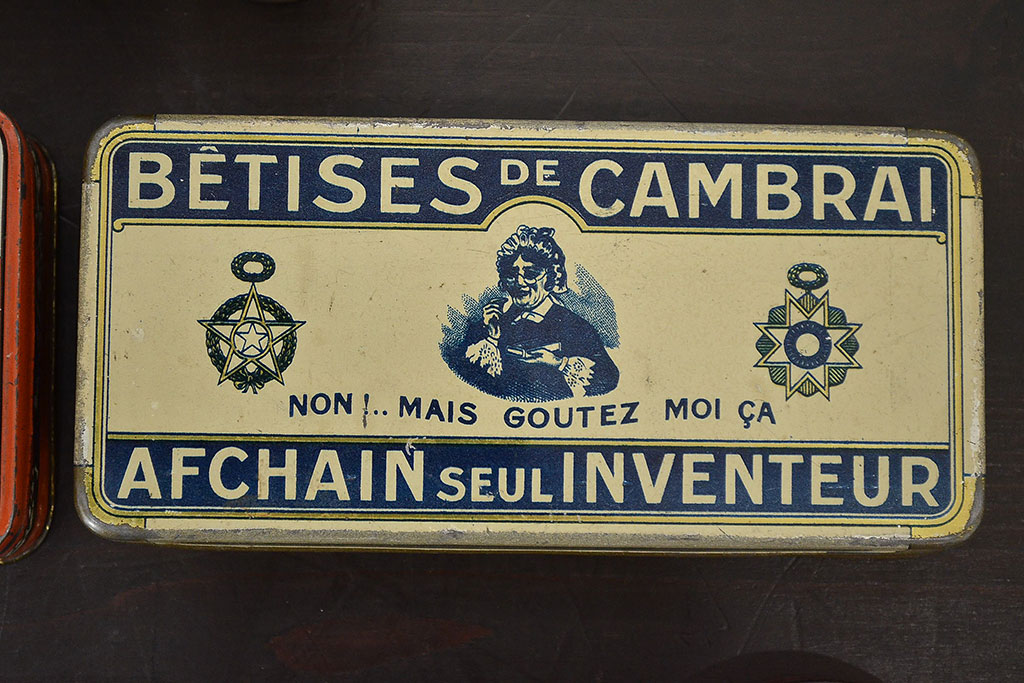 BÊTISES DE CAMBRAI
NON !.. MAIS GOUTEZ MOI ÇA
AFCHAIN SEUL INVENTEUR